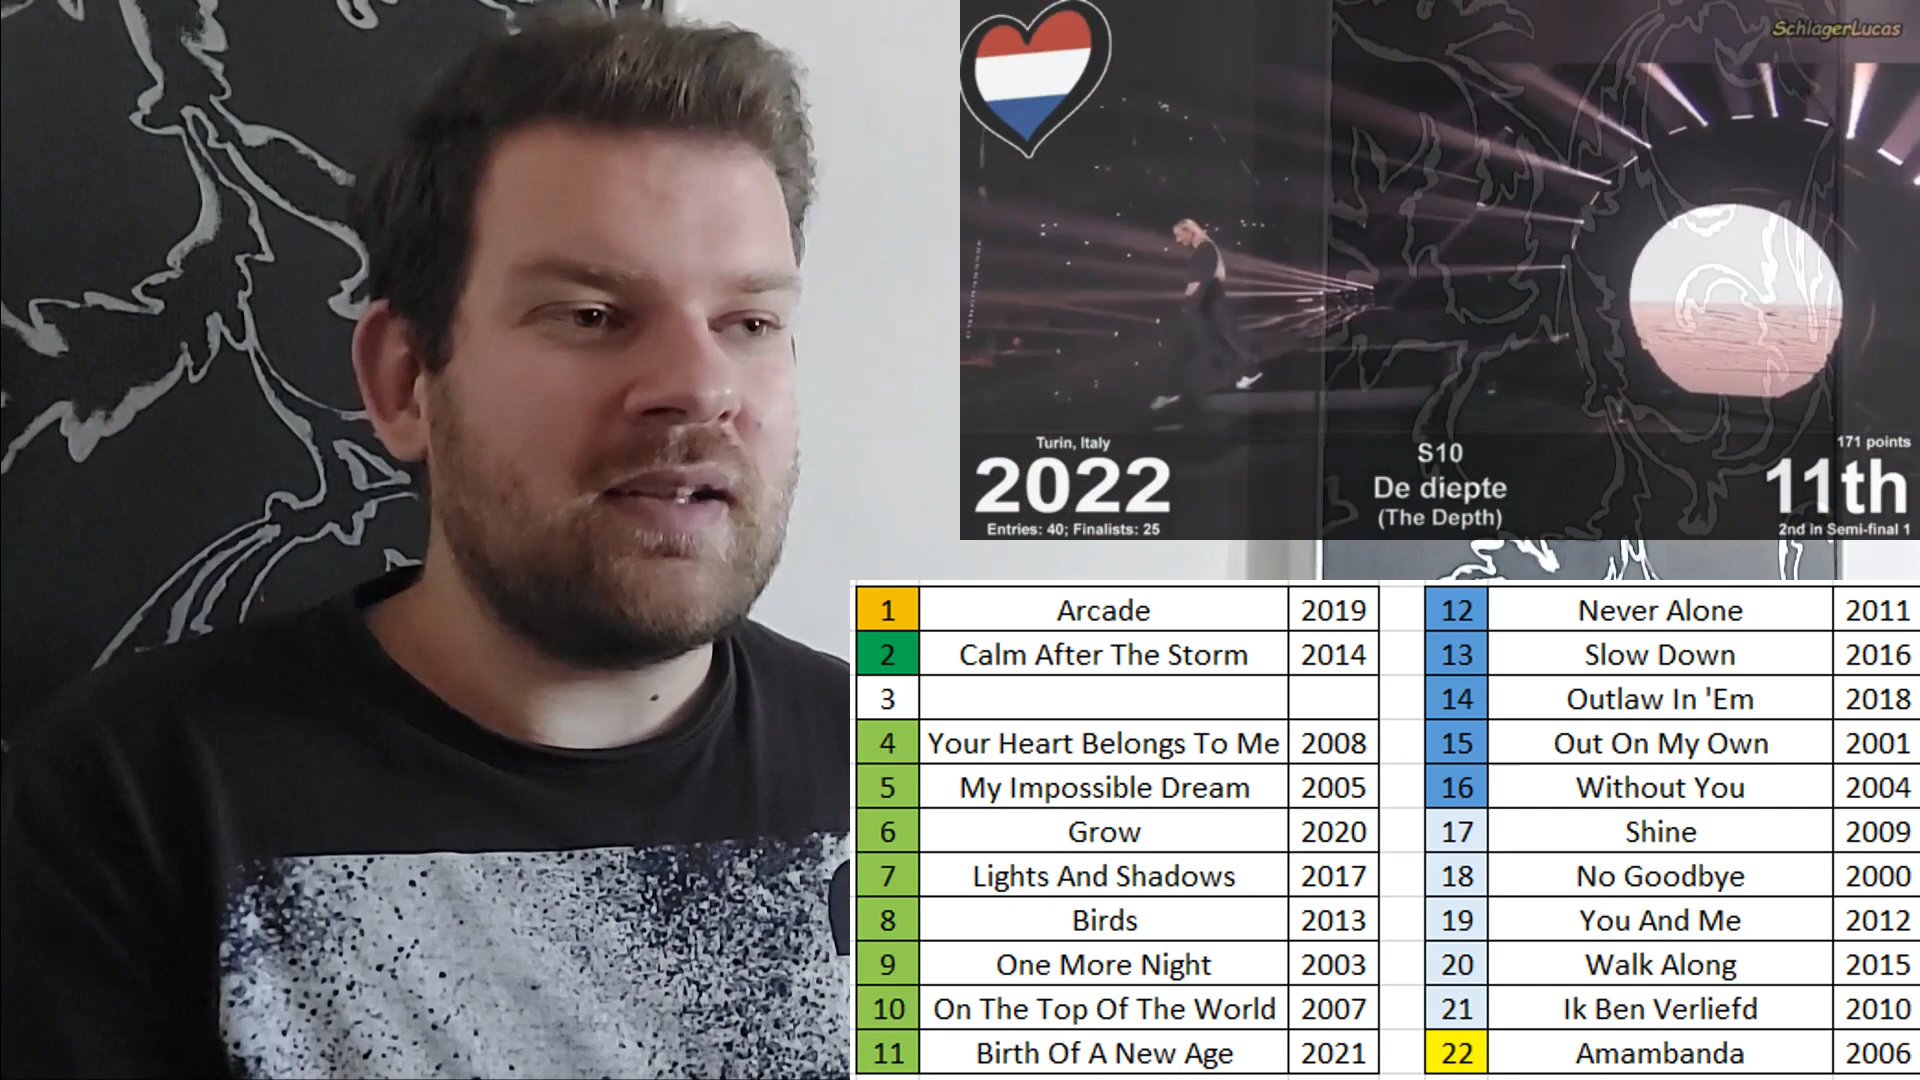 SchlagerLucas
Turin, Italy
2022
Entries: 40; Finalists: 25
S10
De diepte
(The Depth)
171 points
11th
2nd in Semi-final 1
1 Arcade 2019
2 Calm After The Storm 2014
3
4 Your Heart Belongs To Me 2008
5 My Impossible Dream 2005
6 Grow 2020
7 Lights And Shadows 2017
8 Birds 2013
9 One More Night 2003
10 On The Top Of The World 2007
11 Birth Of A New Age 2021
12 Never Alone 2011
13 Slow Down 2016
14 Outlaw In 'Em 2018
15 Out On My Own 2001
16 Without You 2004
17 Shine 2009
18 No Goodbye 2000
19 You And Me 2012
20 Walk Along 2015
21 Ik Ben Verliefd 2010
22 Amambanda 2006